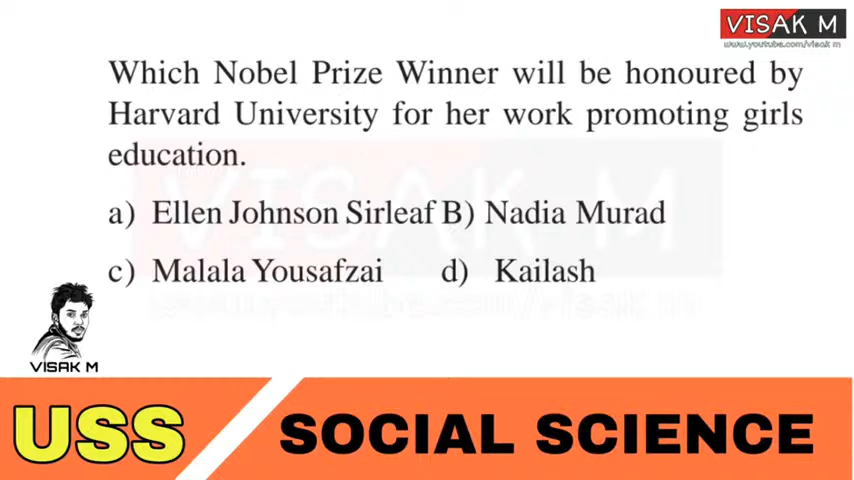 VISAK M
www.youtube.com/visak m
Which Nobel Prize Winner will be honoured by
Harvard University for her work promoting girls
education.
a) Ellen Johnson Sirleaf B) Nadia Murad
c) Malala Yousafzai d) Kailash
VISAK M
VISAK M
USS SOCIAL SCIENCE